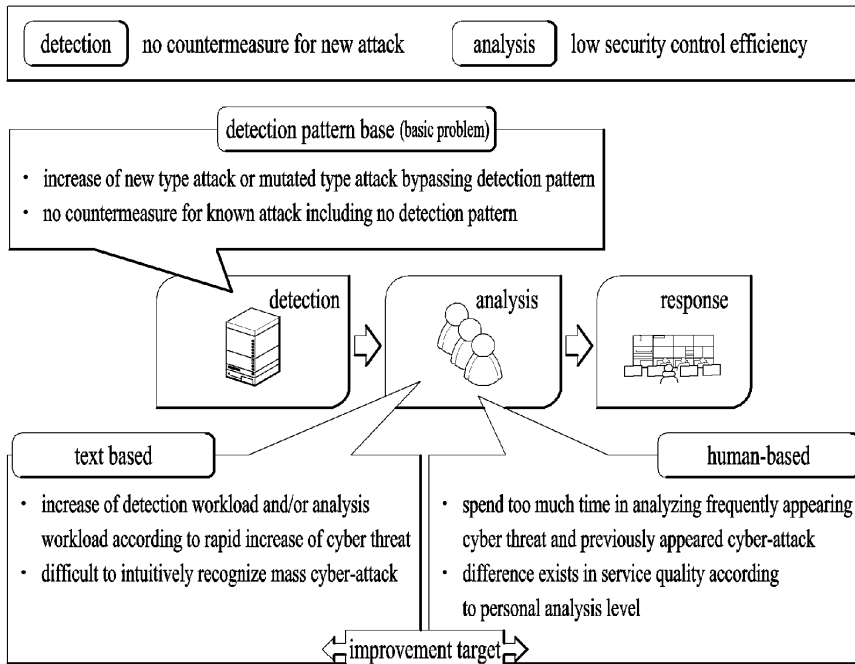 detection no countermeasure for new attack analysis low security control efficiency
detection pattern base (basic problem)
· increase of new type attack or mutated type attack bypassing detection pattern
· no countermeasure for known attack including no detection pattern
detection
analysis
response
text based
· increase of detection workload and/or analysis
workload according to rapid increase of cyber threat
· difficult to intuitively recognize mass cyber-attack
human-based
· spend too much time in analyzing frequently appearing
cyber threat and previously appeared cyber-attack
· difference exists in service quality according
to personal analysis level
improvement target